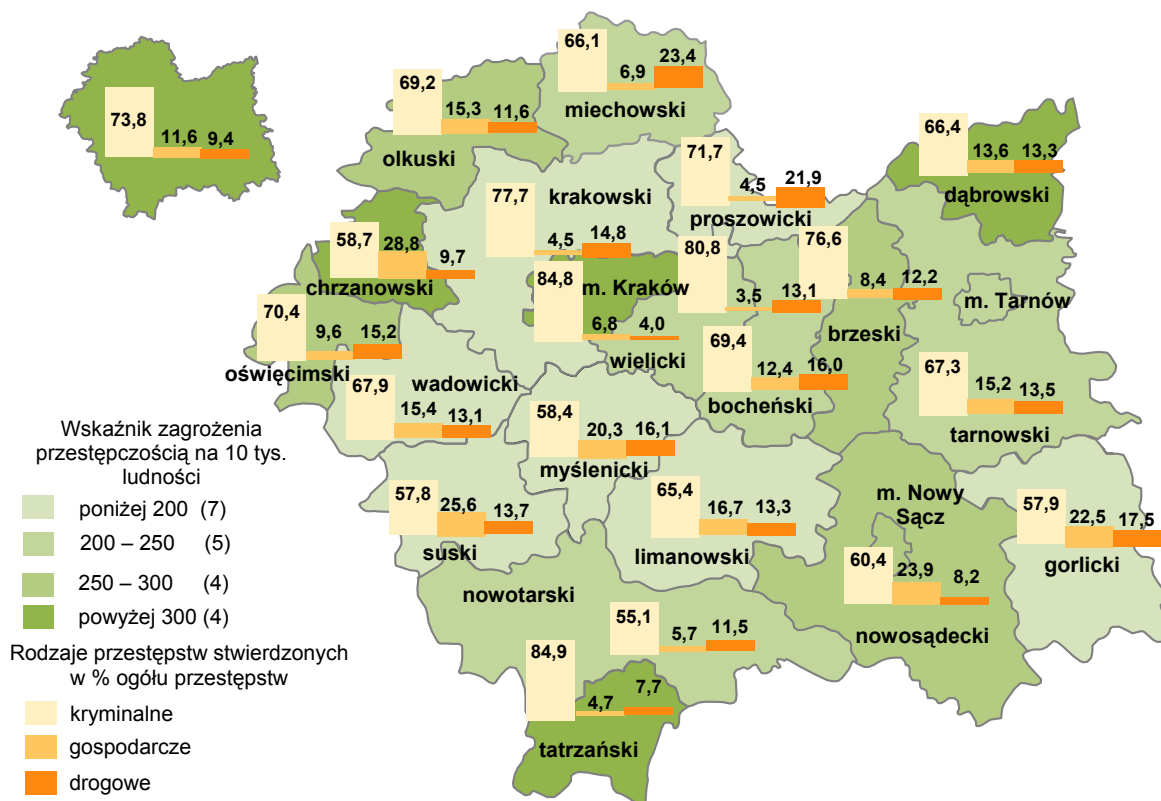 73,8
11,6
9,4
66,1
6,9
23,4
miechowski
69,2
15,3
11,6
olkuski
71,7
4,5
21,9
proszowicki
66,4
13,6
13,3
dąbrowski
77,7
krakowski
4,5
14,8
58,7
28,8
9,7
chrzanowski
84,8
m. Kraków
6,8
4,0
80,8
3,5
13,1
wielicki
76,6
8,4
12,2
brzeski
m. Tarnów
70,4
9,6
15,2
oświęcimski
69,4
12,4
16,0
bocheński
67,3
15,2
13,5
tarnowski
67,9
wadowicki
15,4
13,1
58,4
20,3
16,1
myślenicki
57,8
25,6
13,7
suski
65,4
16,7
13,3
limanowski
m. Nowy
Sącz
60,4
23,9
8,2
nowosądecki
57,9
22,5
17,5
gorlicki
nowotarski
55,1
5,7
11,5
84,9
4,7
7,7
tatrzański
Wskaźnik zagrożenia
przestępczością na 10 tys.
ludności
poniżej 200 (7)
200 – 250 (5)
250 – 300 (4)
powyżej 300 (4)
Rodzaje przestępstw stwierdzonych
w % ogółu przestępstw
kryminalne
gospodarcze
drogowe